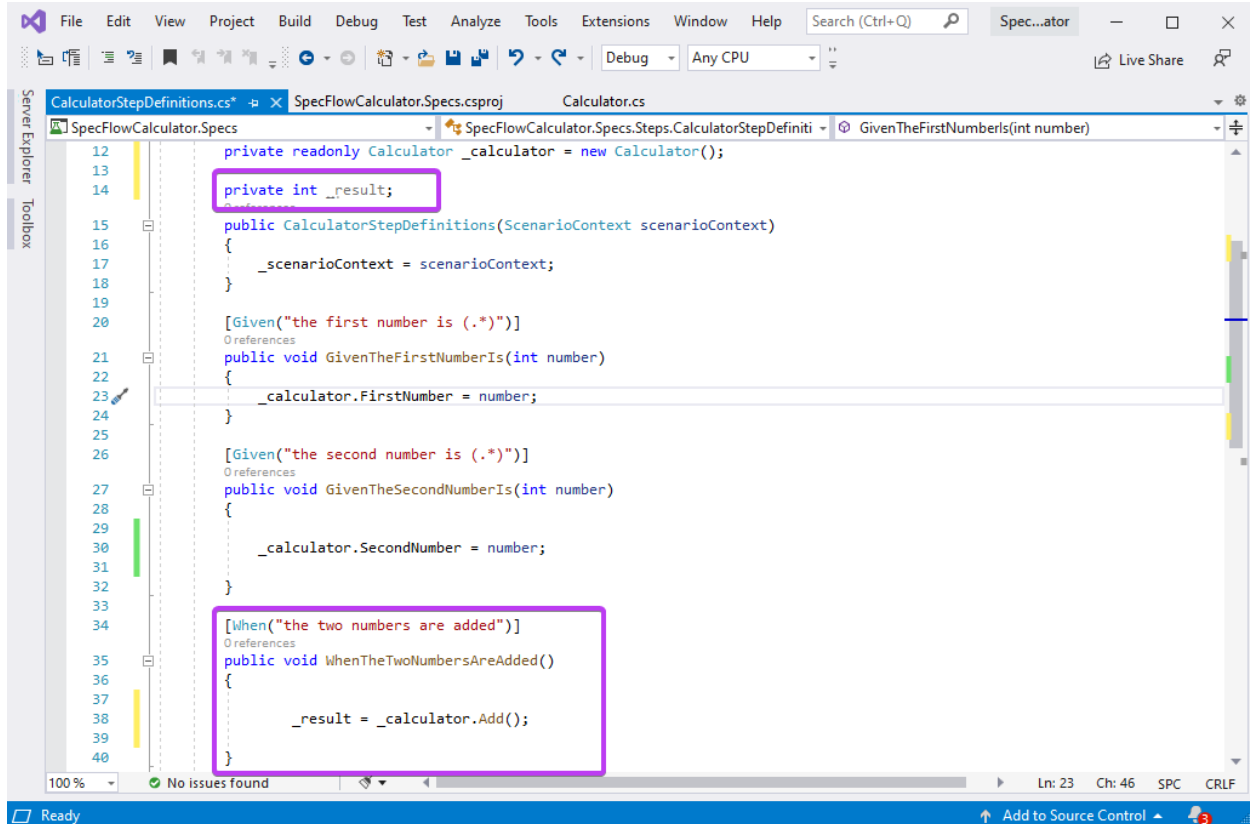 File Edit View Project Build Debug Test Analyze Tools Extensions Window Help Search (Ctrl+Q) Spec...ator
Debug Any CPU Live Share
Server Explorer
Toolbox
CalculatorStepDefinitions.cs* SpecFlowCalculator.Specs.csproj Calculator.cs
SpecFlowCalculator.Specs SpecFlowCalculator.Specs.Steps.CalculatorStepDefiniti GivenTheFirstNumberIs(int number)
12 private readonly Calculator _calculator = new Calculator();
13
14 private int _result;
0 references
15 public CalculatorStepDefinitions(ScenarioContext scenarioContext)
16 {
17 _scenarioContext = scenarioContext;
18 }
19
20 [Given("the first number is (.*)")]
0 references
21 public void GivenTheFirstNumberIs(int number)
22 {
23 _calculator.FirstNumber = number;
24 }
25
26 [Given("the second number is (.*)")]
0 references
27 public void GivenTheSecondNumberIs(int number)
28 {
29
30 _calculator.SecondNumber = number;
31
32 }
33
34 [When("the two numbers are added")]
0 references
35 public void WhenTheTwoNumbersAreAdded()
36 {
37
38 _result = _calculator.Add();
39
40 }
100 % No issues found Ln: 23 Ch: 46 SPC CRLF
Ready Add to Source Control 3